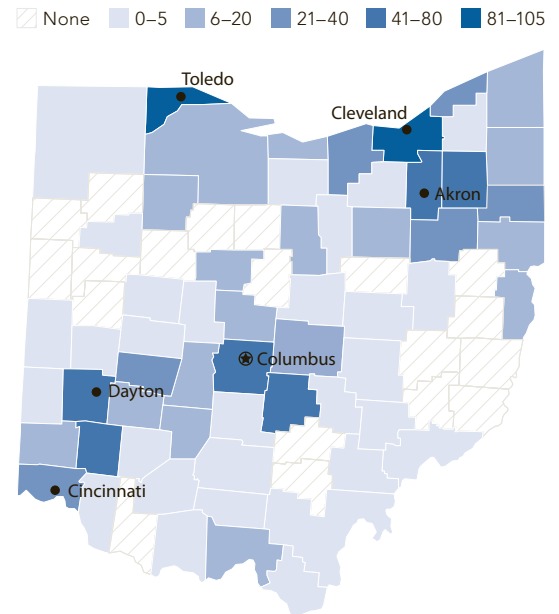 None 0–5 6–20 21–40 41–80 81–105
Toledo
Cleveland
Akron
Columbus
Dayton
Cincinnati